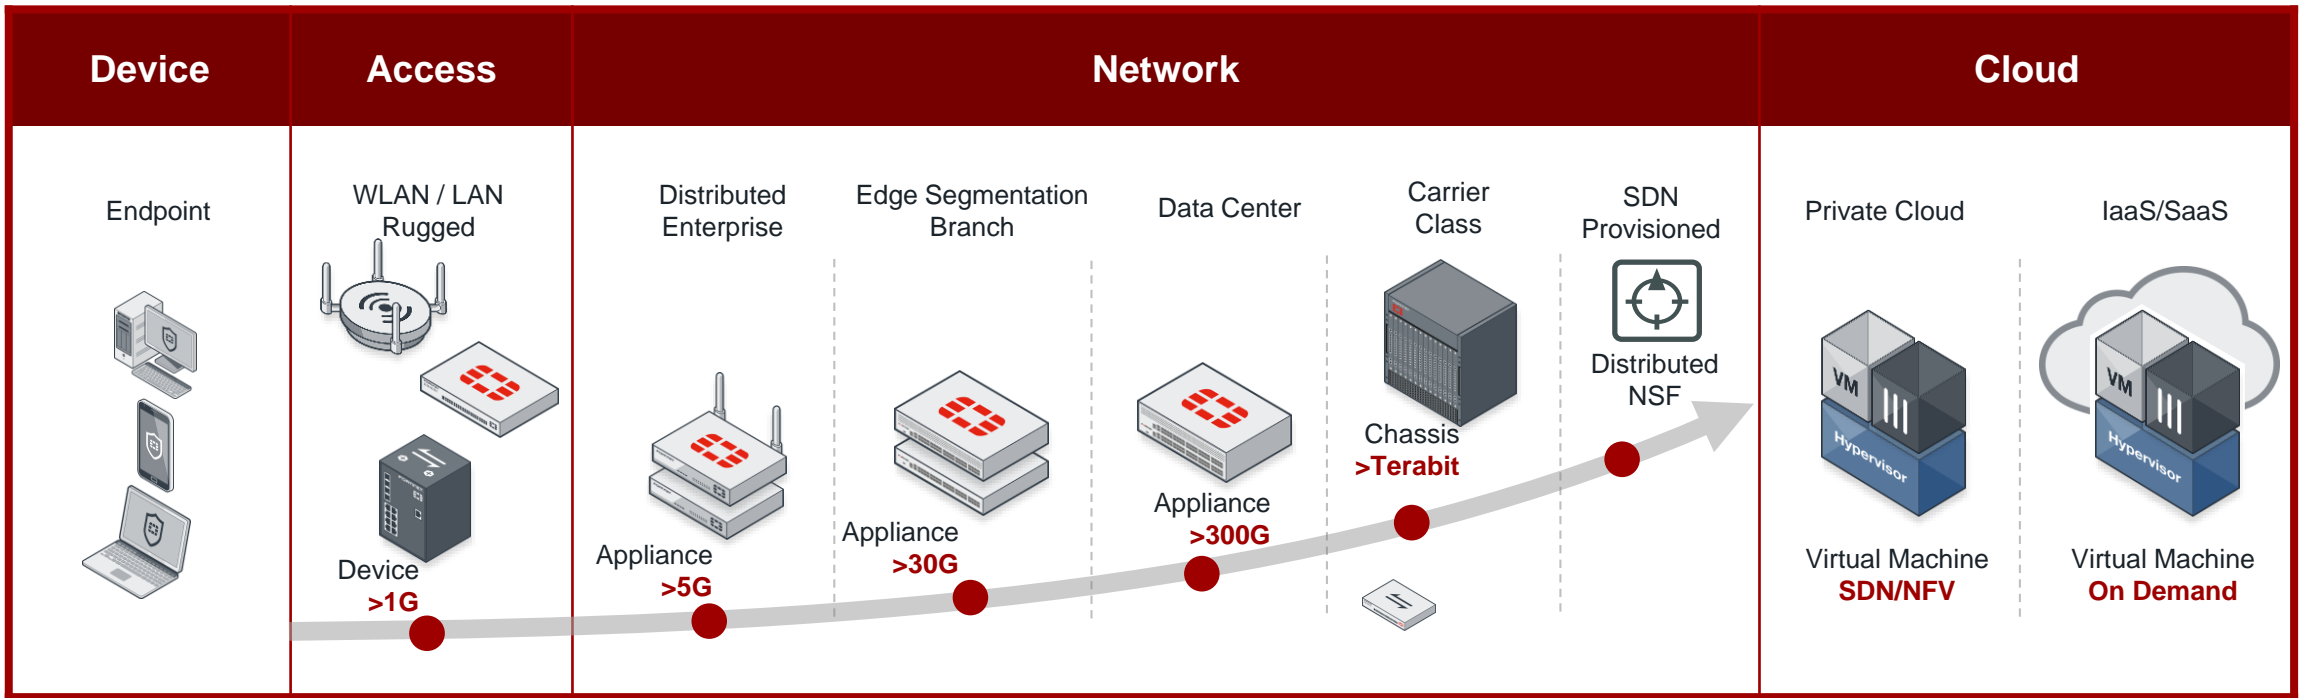 Device
Access
Network
Cloud
Endpoint
WLAN / LAN
Rugged
Device
>1G
Distributed
Enterprise
Appliance
>5G
Edge Segmentation
Branch
Appliance
>30G
Data Center
Appliance
>300G
Carrier
Class
Chassis
>Terabit
SDN
Provisioned
Distributed
NSF
Private Cloud
VM
Hypervisor
Virtual Machine
SDN/NFV
IaaS/SaaS
VM
Hypervisor
Virtual Machine
On Demand